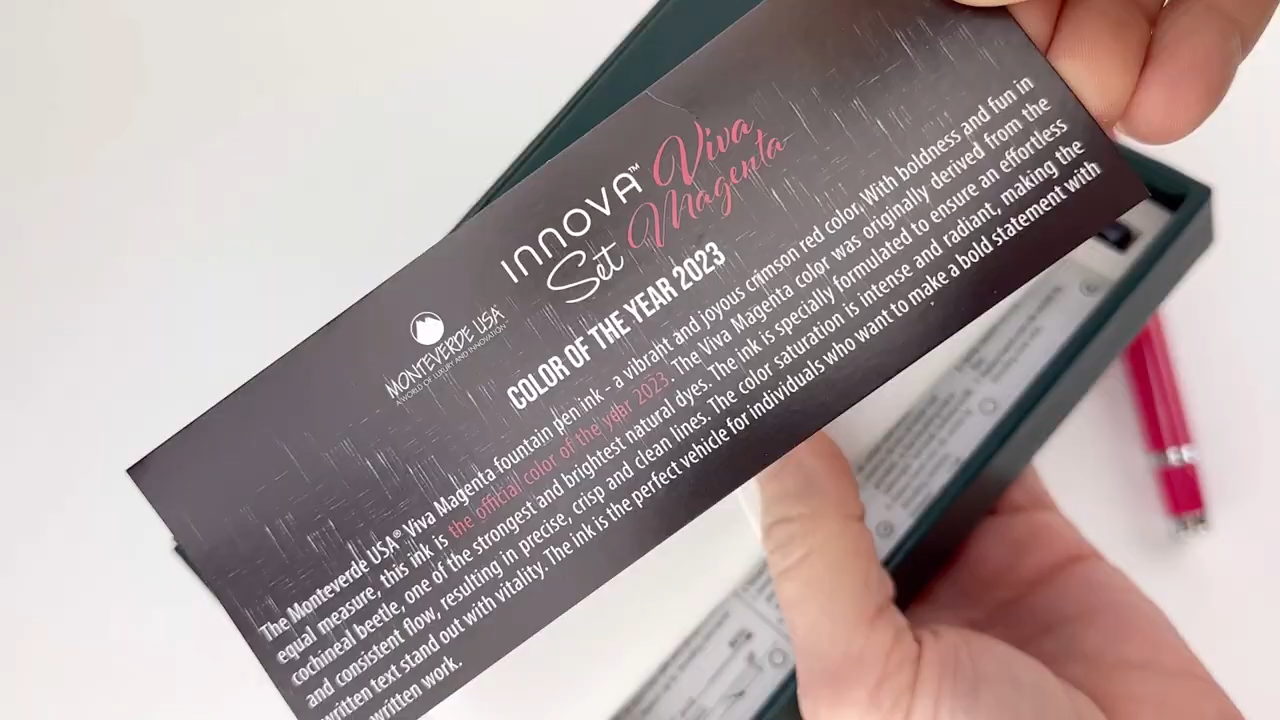 MONTEVERDE USA®
A WORLD OF LUXURY AND INNOVATION™
INNOVA™ Viva
Set Magenta
COLOR OF THE YEAR 2023
The Monteverde USA® Viva Magenta fountain pen ink - a vibrant and joyous crimson red color. With boldness and fun in
equal measure, this ink is the official color of the year 2023. The Viva Magenta color was originally derived from the
cochineal beetle, one of the strongest and brightest natural dyes. The ink is specially formulated to ensure an effortless
and consistent flow, resulting in precise, crisp and clean lines. The color saturation is intense and radiant, making the
written text stand out with vitality. The ink is the perfect vehicle for individuals who want to make a bold statement with
written work.